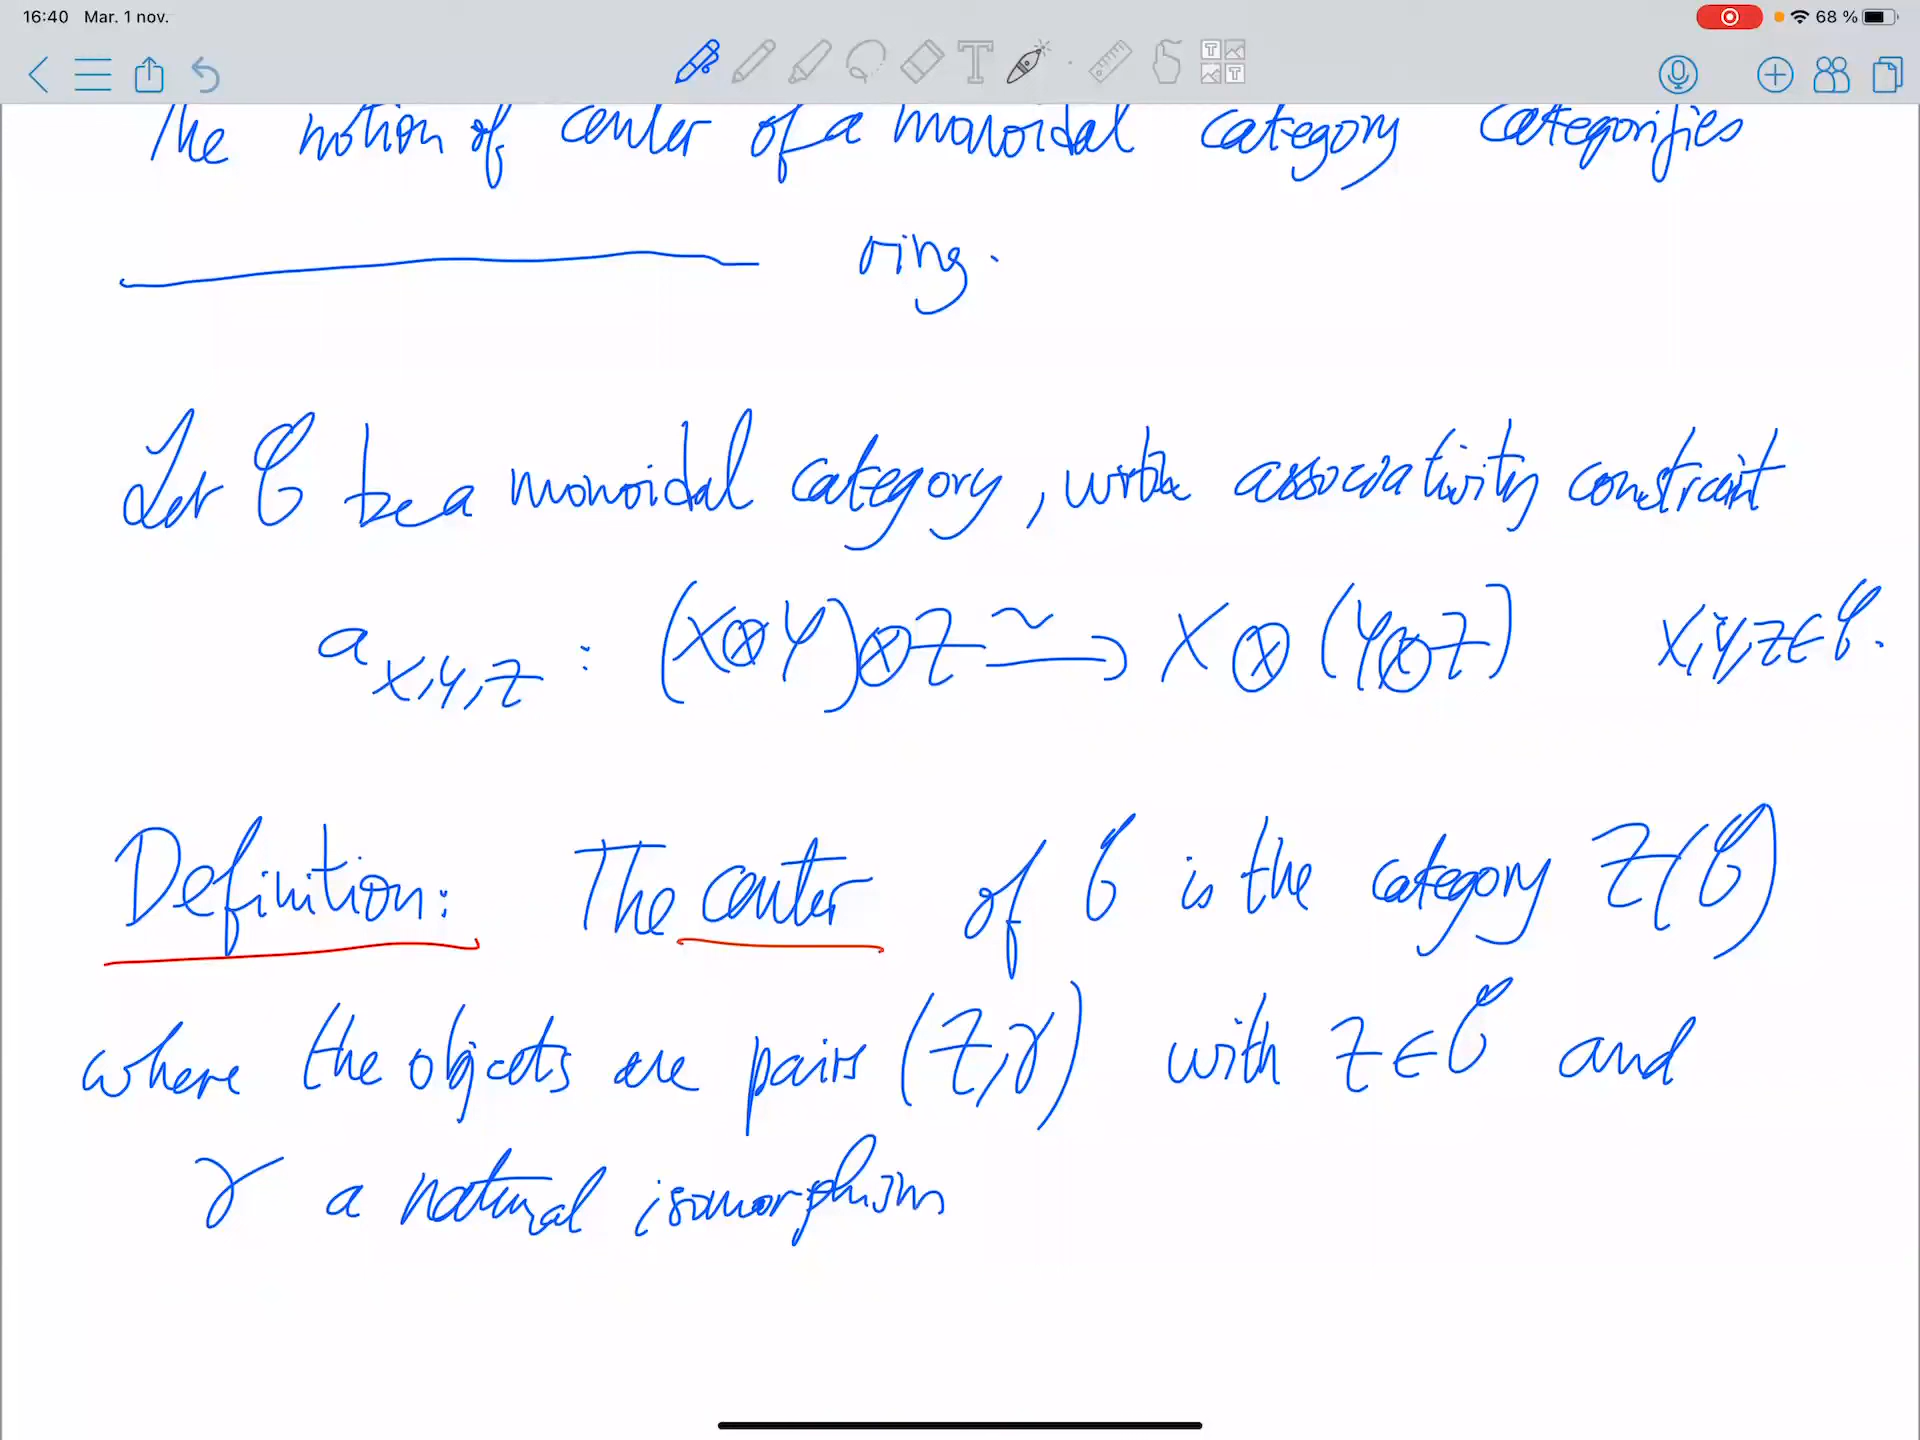 16:40 Mar. 1 nov. 68 %
The notion of center of a monoidal category categorifies
ring.
Let 𝒞 be a monoidal category, with associativity constraint
a_{X,Y,Z} : (X⊗Y)⊗Z ⥲ X⊗(Y⊗Z) X,Y,Z∈𝒞.
Definition: The center of 𝒞 is the category Z(𝒞)
where the objects are pairs (Z,γ) with Z∈𝒞 and
γ a natural isomorphism